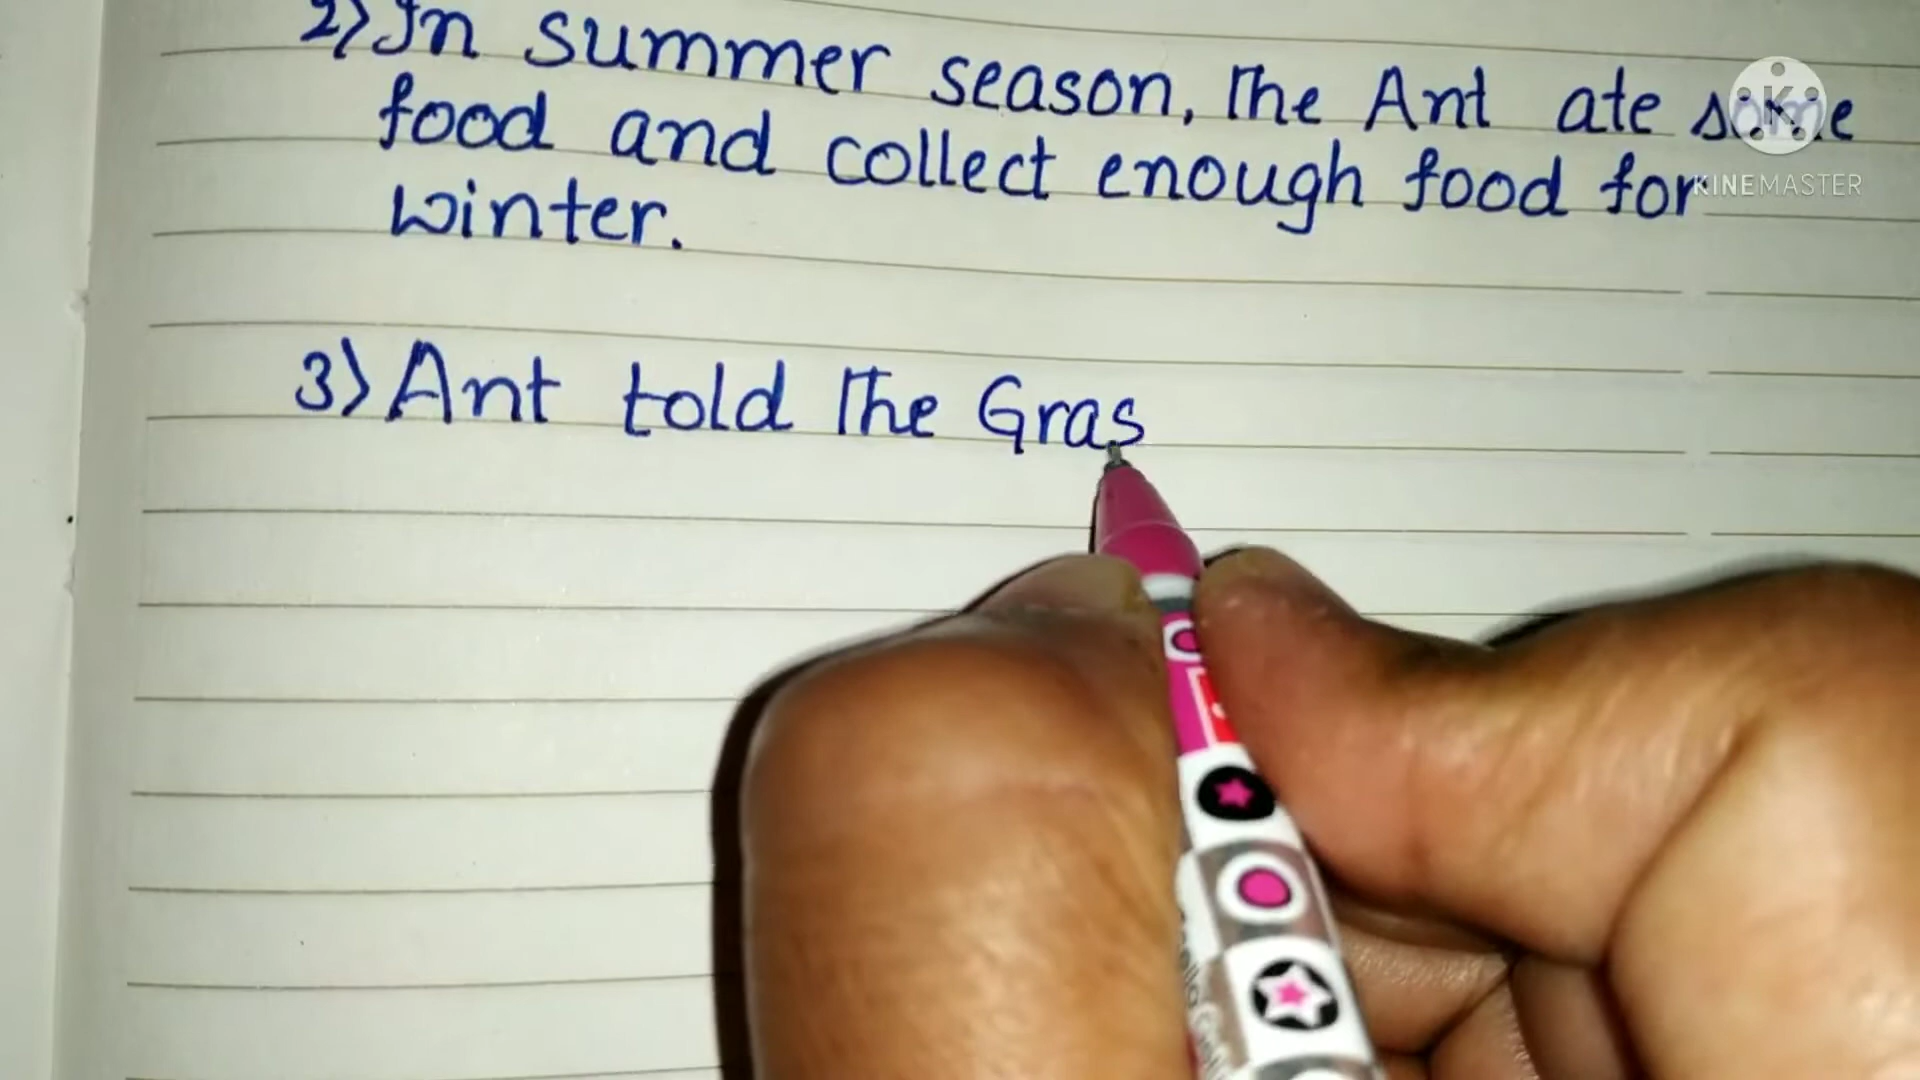 2) In summer season, the Ant ate some
food and collect enough food for
winter.
3) Ant told the Gras
KINEMASTER